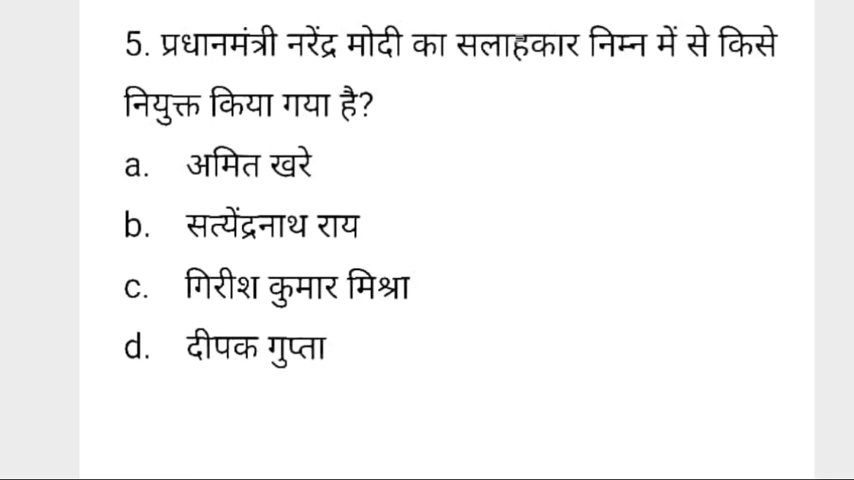 5. प्रधानमंत्री नरेंद्र मोदी का सलाहकार निम्न में से किसे
नियुक्त किया गया है?
a. अमित खरे
b. सत्येंद्रनाथ राय
c. गिरीश कुमार मिश्रा
d. दीपक गुप्ता